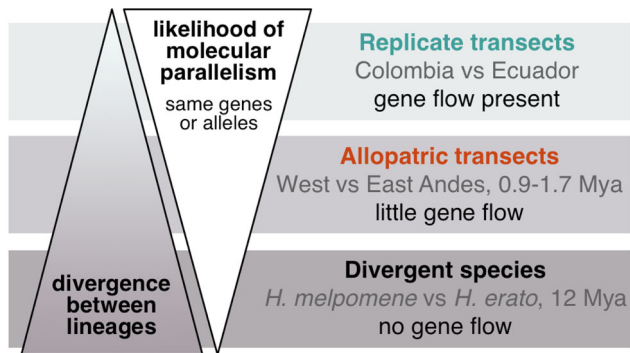 likelihood of
molecular
parallelism
same genes
or alleles
divergence
between
lineages
Replicate transects
Colombia vs Ecuador
gene flow present
Allopatric transects
West vs East Andes, 0.9-1.7 Mya
little gene flow
Divergent species
H. melpomene vs H. erato, 12 Mya
no gene flow